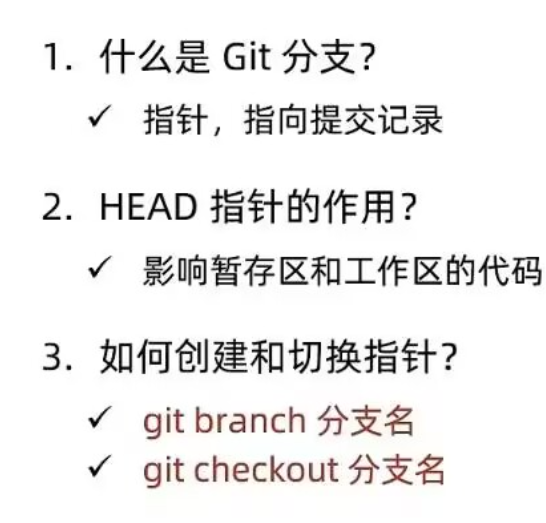 1. 什么是 Git 分支?
✓ 指针，指向提交记录
2. HEAD 指针的作用?
✓ 影响暂存区和工作区的代码
3. 如何创建和切换指针?
✓ git branch 分支名
✓ git checkout 分支名